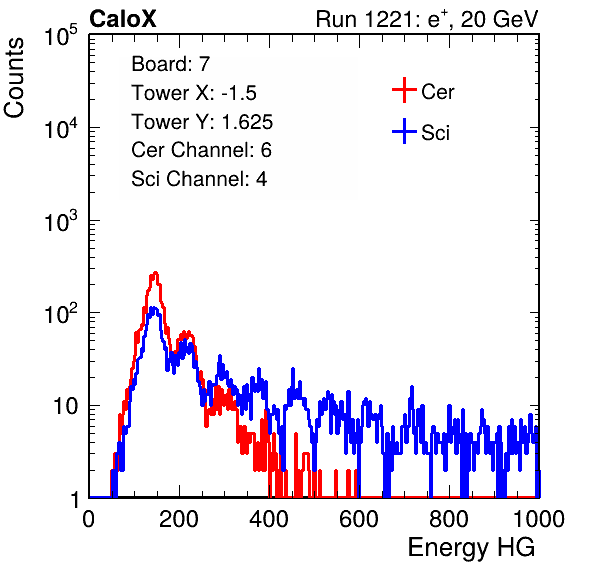 CaloX Run 1221: e⁺, 20 GeV
Counts
Board: 7
Tower X: -1.5
Tower Y: 1.625
Cer Channel: 6
Sci Channel: 4
Cer
Sci
10⁵
10⁴
10³
10²
10
1
0 200 400 600 800 1000
Energy HG